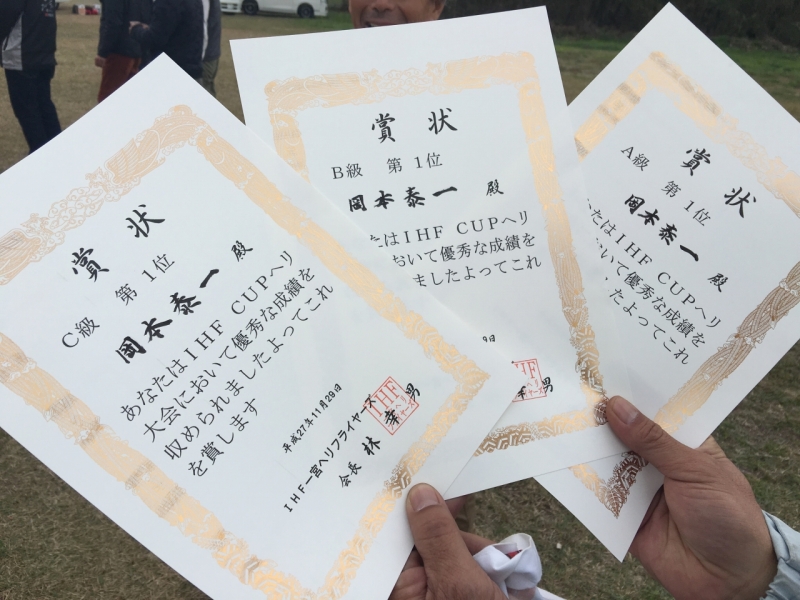 賞状
C級 第1位
岡本泰一 殿
あなたはIHF CUPヘリ
大会において優秀な成績を
収められましたよってこれ
を賞します
平成27年11月29日
IHF一宮ヘリフライヤーズ
会長 林 幸男
賞状
B級 第1位
岡本泰一 殿
たはIHF CUPヘリ
おいて優秀な成績を
ましたよってこれ
9日
男
賞状
A級 第1位
岡本泰一 殿
たはIHF CUPヘリ
おいて優秀な成績を
したよってこれ